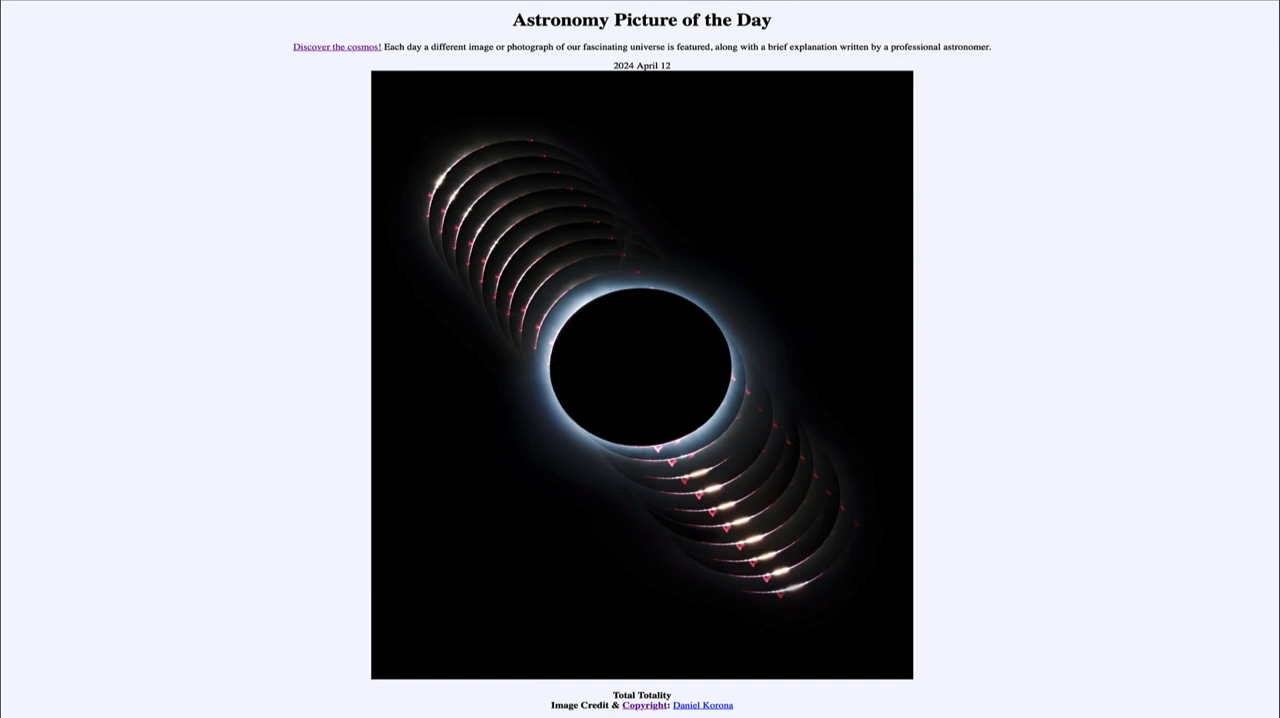 Astronomy Picture of the Day
Discover the cosmos! Each day a different image or photograph of our fascinating universe is featured, along with a brief explanation written by a professional astronomer.
2024 April 12
Total Totality
Image Credit & Copyright: Daniel Korona